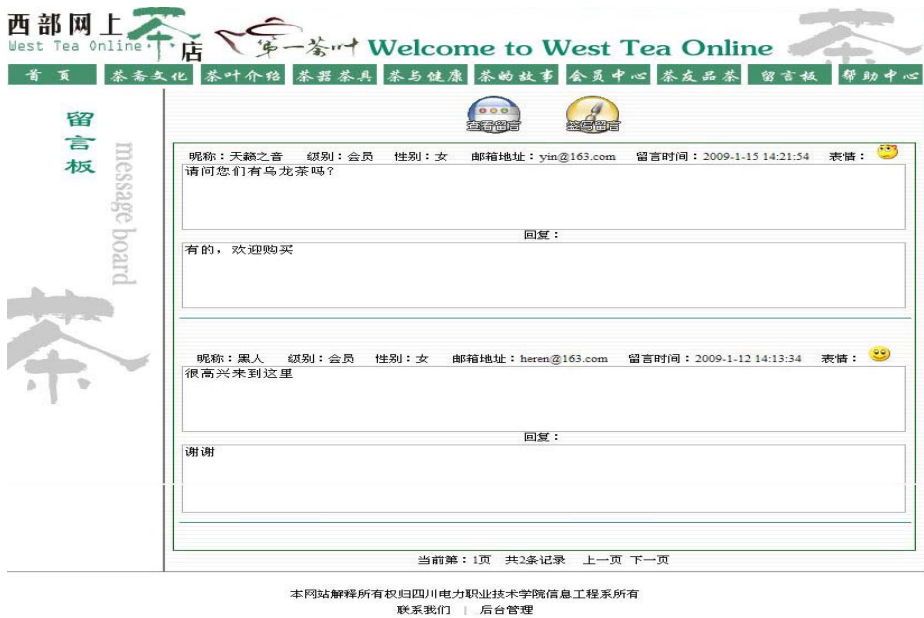 西部网上茶店
West Tea Online
第一茶叶 Welcome to West Tea Online
茶
首 页 茶斋文化 茶叶介绍 茶器茶具 茶与健康 茶的故事 会员中心 茶友品茶 留言板 帮助中心
留言板
message board
茶
查看留言 签写留言
昵称：天籁之音 级别：会员 性别：女 邮箱地址：yin@163.com 留言时间：2009-1-15 14:21:54 表情：
请问您们有乌龙茶吗？
回复：
有的，欢迎购买
昵称：黑人 级别：会员 性别：女 邮箱地址：heren@163.com 留言时间：2009-1-12 14:13:34 表情：
很高兴来到这里
回复：
谢谢
当前第：1页 共2条记录 上一页 下一页
本网站解释所有权归四川电力职业技术学院信息工程系所有
联系我们 | 后台管理